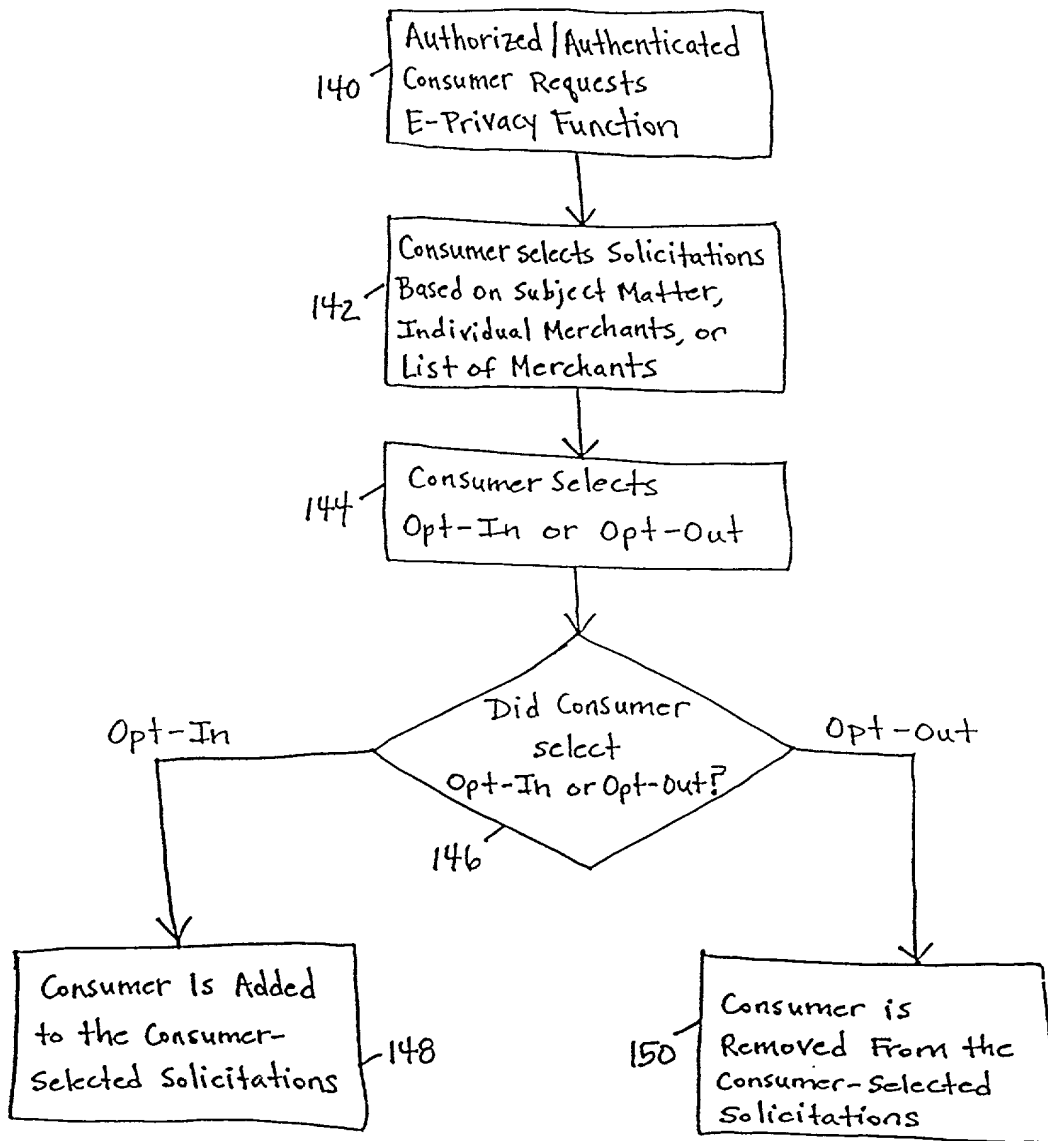 Authorized/Authenticated
Consumer Requests
E-Privacy Function
140
Consumer selects Solicitations
Based on Subject Matter,
Individual Merchants, or
List of Merchants
142
Consumer Selects
Opt-In or Opt-Out
144
Did Consumer
select
Opt-In or Opt-Out?
146
Opt-In
Opt-Out
Consumer Is Added
to the Consumer-
Selected Solicitations
148
Consumer is
Removed From the
Consumer-Selected
Solicitations
150